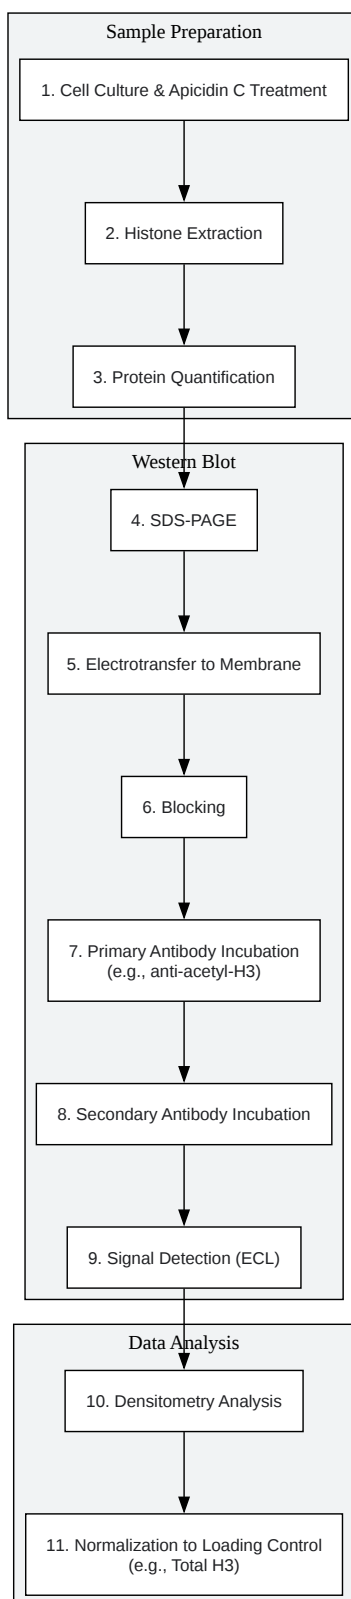 Sample Preparation
1. Cell Culture & Apicidin C Treatment
2. Histone Extraction
3. Protein Quantification
Western Blot
4. SDS-PAGE
5. Electrotransfer to Membrane
6. Blocking
7. Primary Antibody Incubation
(e.g., anti-acetyl-H3)
8. Secondary Antibody Incubation
9. Signal Detection (ECL)
Data Analysis
10. Densitometry Analysis
11. Normalization to Loading Control
(e.g., Total H3)